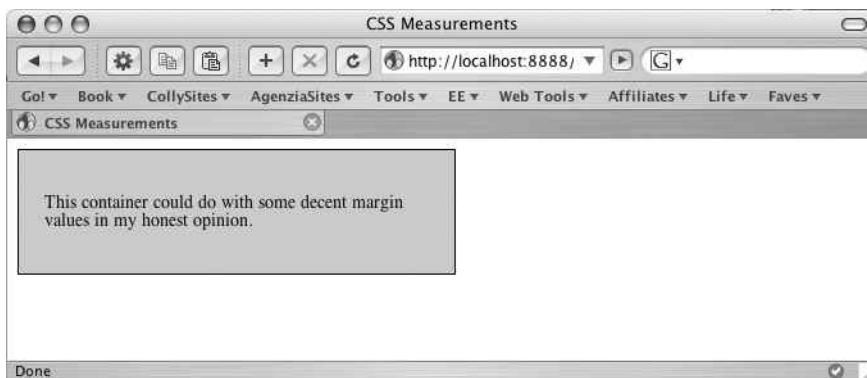 CSS Measurements
http://localhost:8888/ G
Go! Book CollySites AgenziaSites Tools EE Web Tools Affiliates Life Faves
CSS Measurements
This container could do with some decent margin
values in my honest opinion.
Done